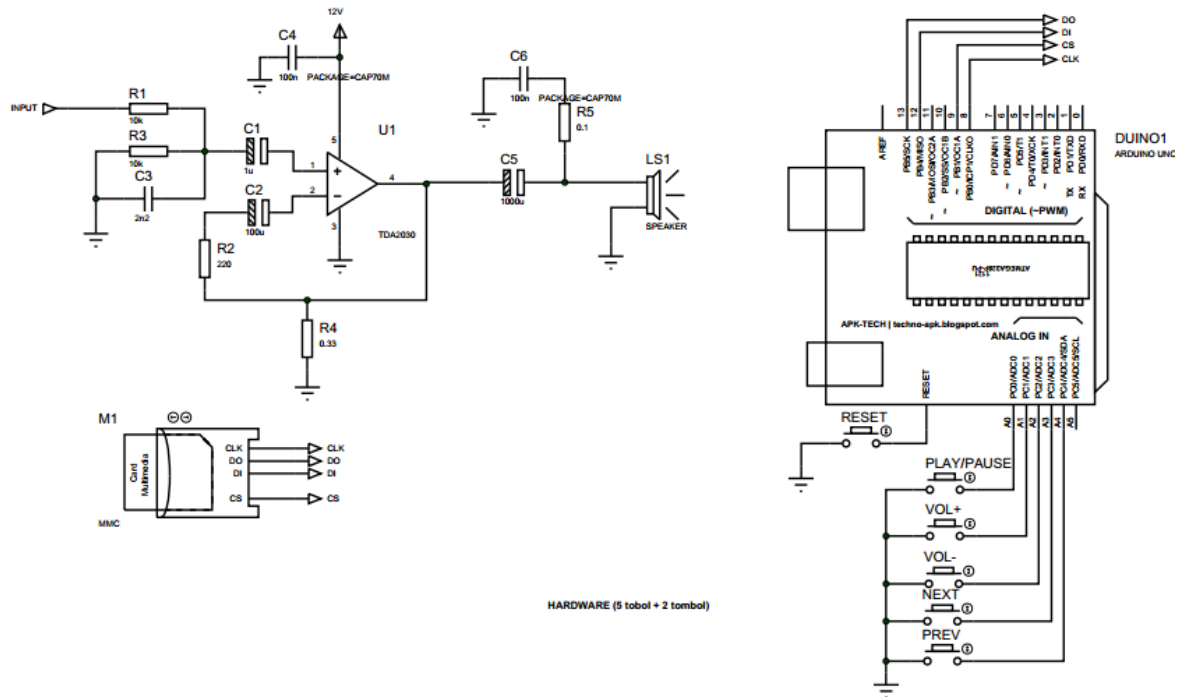 12V
C4
100n
PACKAGE=CAP70M
INPUT
R1
10k
R3
10k
C3
2n2
C1
1u
C2
100u
U1
5
1
2
4
3
TDA2030
R2
220
R4
0.33
C6
100n
PACKAGE=CAP70M
R5
0.1
C5
1000u
LS1
SPEAKER
M1
Card
Multimedia
MMC
CLK
DO
DI
CS
CLK
DO
DI
CS
HARDWARE (5 tobol + 2 tombol)
DO
DI
CS
CLK
DUINO1
ARDUINO UNO
AREF
13
12
11
10
9
8
7
6
5
4
3
2
1
0
PB5/SCK
PB4/MISO
~ PB3/MOSI/OC2A
~ PB2/SS/OC1B
~ PB1/OC1A
PB0/ICP1/CLKO
PD7/AIN1
~ PD6/AIN0
~ PD5/T1
PD4/T0/XCK
~ PD3/INT1
PD2/INT0
TX PD1/TXD
RX PD0/RXD
DIGITAL (~PWM)
APK-TECH | techno-apk.blogspot.com
ANALOG IN
RESET
PC0/ADC0
PC1/ADC1
PC2/ADC2
PC3/ADC3
PC4/ADC4/SDA
PC5/ADC5/SCL
A0
A1
A2
A3
A4
A5
RESET
PLAY/PAUSE
VOL+
VOL-
NEXT
PREV